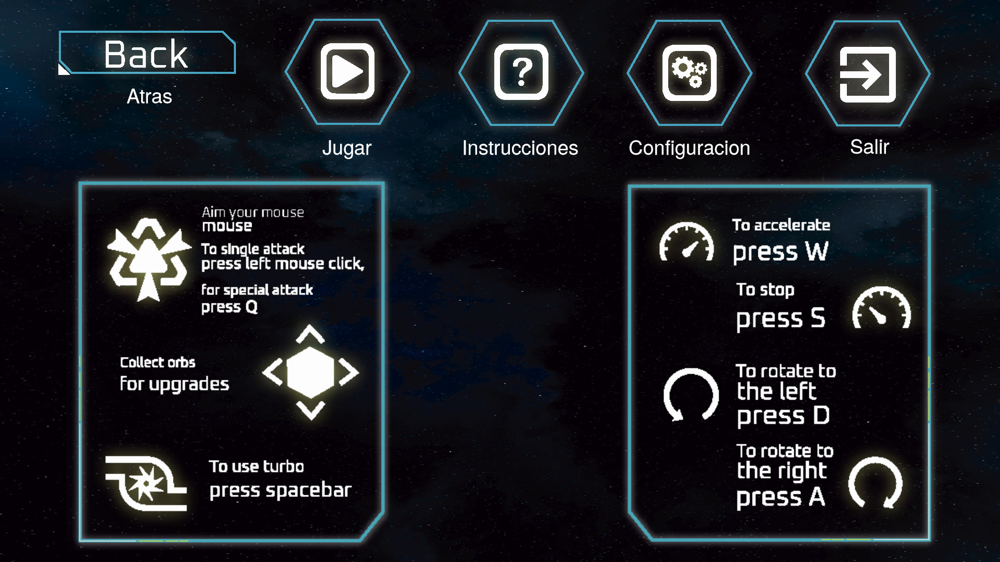 Back
Atras
Jugar
?
Instrucciones
Configuracion
Salir
Aim your mouse
mouse
To single attack
press left mouse click,
for special attack
press Q
Collect orbs
for upgrades
To use turbo
press spacebar
To accelerate
press W
To stop
press S
To rotate to
the left
press D
To rotate to
the right
press A